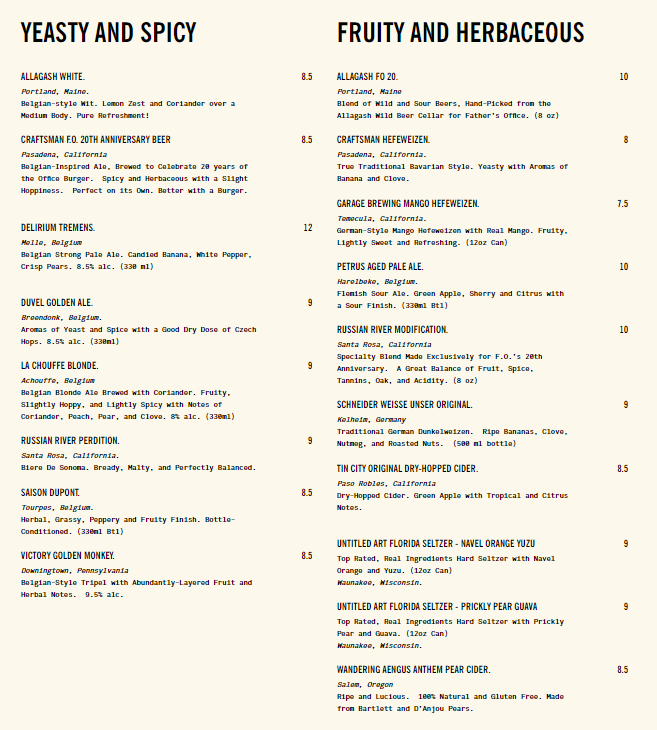 YEASTY AND SPICY
ALLAGASH WHITE. 8.5
Portland, Maine.
Belgian-style Wit. Lemon Zest and Coriander over a
Medium Body. Pure Refreshment!
CRAFTSMAN F.O. 20TH ANNIVERSARY BEER 8.5
Pasadena, California
Belgian-Inspired Ale, Brewed to Celebrate 20 years of
the Office Burger. Spicy and Herbaceous with a Slight
Hoppiness. Perfect on its Own. Better with a Burger.
DELIRIUM TREMENS. 12
Melle, Belgium
Belgian Strong Pale Ale. Candied Banana, White Pepper,
Crisp Pears. 8.5% alc. (330 ml)
DUVEL GOLDEN ALE. 9
Breendonk, Belgium.
Aromas of Yeast and Spice with a Good Dry Dose of Czech
Hops. 8.5% alc. (330ml)
LA CHOUFFE BLONDE. 9
Achouffe, Belgium
Belgian Blonde Ale Brewed with Coriander. Fruity,
Slightly Hoppy, and Lightly Spicy with Notes of
Coriander, Peach, Pear, and Clove. 8% alc. (330ml)
RUSSIAN RIVER PERDITION. 9
Santa Rosa, California.
Biere De Sonoma. Bready, Malty, and Perfectly Balanced.
SAISON DUPONT. 8.5
Tourpes, Belgium.
Herbal, Grassy, Peppery and Fruity Finish. Bottle-
Conditioned. (330ml Btl)
VICTORY GOLDEN MONKEY. 8.5
Downingtown, Pennsylvania
Belgian-Style Tripel with Abundantly-Layered Fruit and
Herbal Notes. 9.5% alc.
FRUITY AND HERBACEOUS
ALLAGASH FO 20. 10
Portland, Maine
Blend of Wild and Sour Beers, Hand-Picked from the
Allagash Wild Beer Cellar for Father's Office. (8 oz)
CRAFTSMAN HEFEWEIZEN. 8
Pasadena, California.
True Traditional Bavarian Style. Yeasty with Aromas of
Banana and Clove.
GARAGE BREWING MANGO HEFEWEIZEN. 7.5
Temecula, California.
German-Style Mango Hefeweizen with Real Mango. Fruity,
Lightly Sweet and Refreshing. (12oz Can)
PETRUS AGED PALE ALE. 10
Harelbeke, Belgium.
Flemish Sour Ale. Green Apple, Sherry and Citrus with
a Sour Finish. (330ml Btl)
RUSSIAN RIVER MODIFICATION. 10
Santa Rosa, California
Specialty Blend Made Exclusively for F.O.'s 20th
Anniversary. A Great Balance of Fruit, Spice,
Tannins, Oak, and Acidity. (8 oz)
SCHNEIDER WEISSE UNSER ORIGINAL. 9
Kelheim, Germany
Traditional German Dunkelweizen. Ripe Bananas, Clove,
Nutmeg, and Roasted Nuts. (500 ml bottle)
TIN CITY ORIGINAL DRY-HOPPED CIDER. 8.5
Paso Robles, California
Dry-Hopped Cider. Green Apple with Tropical and Citrus
Notes.
UNTITLED ART FLORIDA SELTZER - NAVEL ORANGE YUZU 9
Top Rated, Real Ingredients Hard Seltzer with Navel
Orange and Yuzu. (12oz Can)
Waunakee, Wisconsin.
UNTITLED ART FLORIDA SELTZER - PRICKLY PEAR GUAVA 9
Top Rated, Real Ingredients Hard Seltzer with Prickly
Pear and Guava. (12oz Can)
Waunakee, Wisconsin.
WANDERING AENGUS ANTHEM PEAR CIDER. 8.5
Salem, Oregon
Ripe and Lucious. 100% Natural and Gluten Free. Made
from Bartlett and D'Anjou Pears.